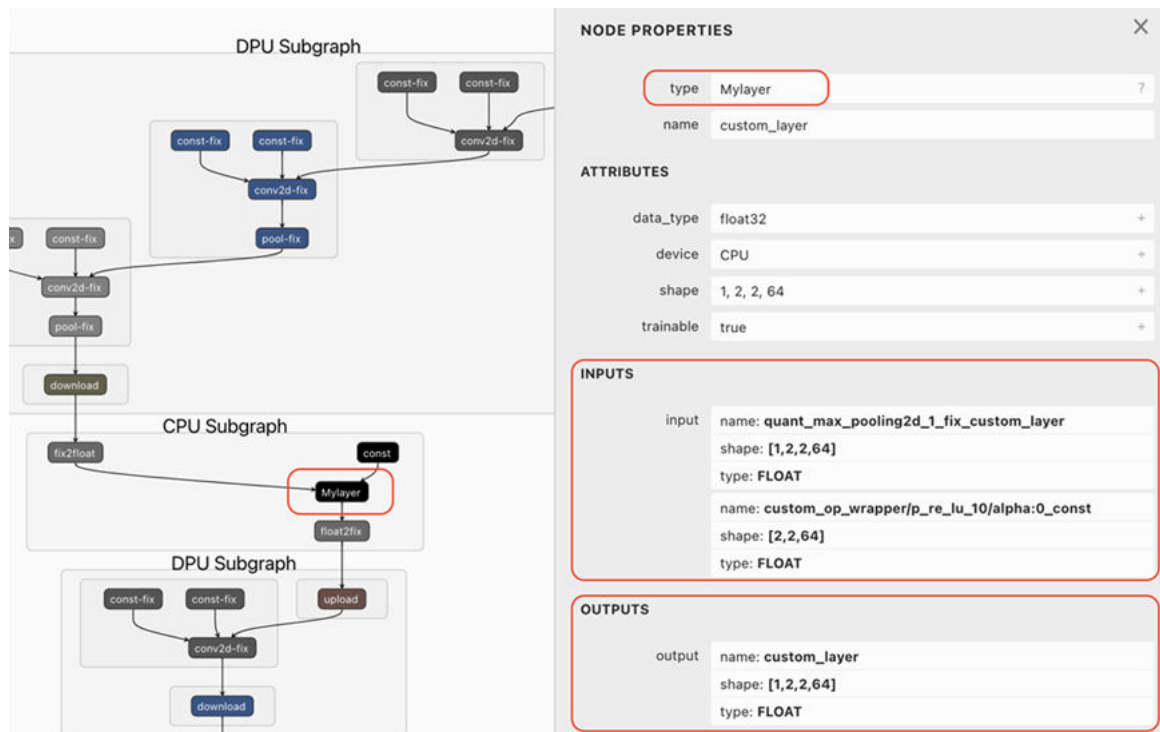 DPU Subgraph
const-fix const-fix
const-fix const-fix conv2d-fix
conv2d-fix
x const-fix pool-fix
conv2d-fix
pool-fix
download
CPU Subgraph
fix2float const
Mylayer
float2fix
DPU Subgraph
const-fix const-fix upload
conv2d-fix
download
NODE PROPERTIES
type Mylayer ?
name custom_layer
ATTRIBUTES
data_type float32 +
device CPU +
shape 1, 2, 2, 64 +
trainable true +
INPUTS
input name: quant_max_pooling2d_1_fix_custom_layer
shape: [1,2,2,64]
type: FLOAT
name: custom_op_wrapper/p_re_lu_10/alpha:0_const
shape: [2,2,64]
type: FLOAT
OUTPUTS
output name: custom_layer
shape: [1,2,2,64]
type: FLOAT